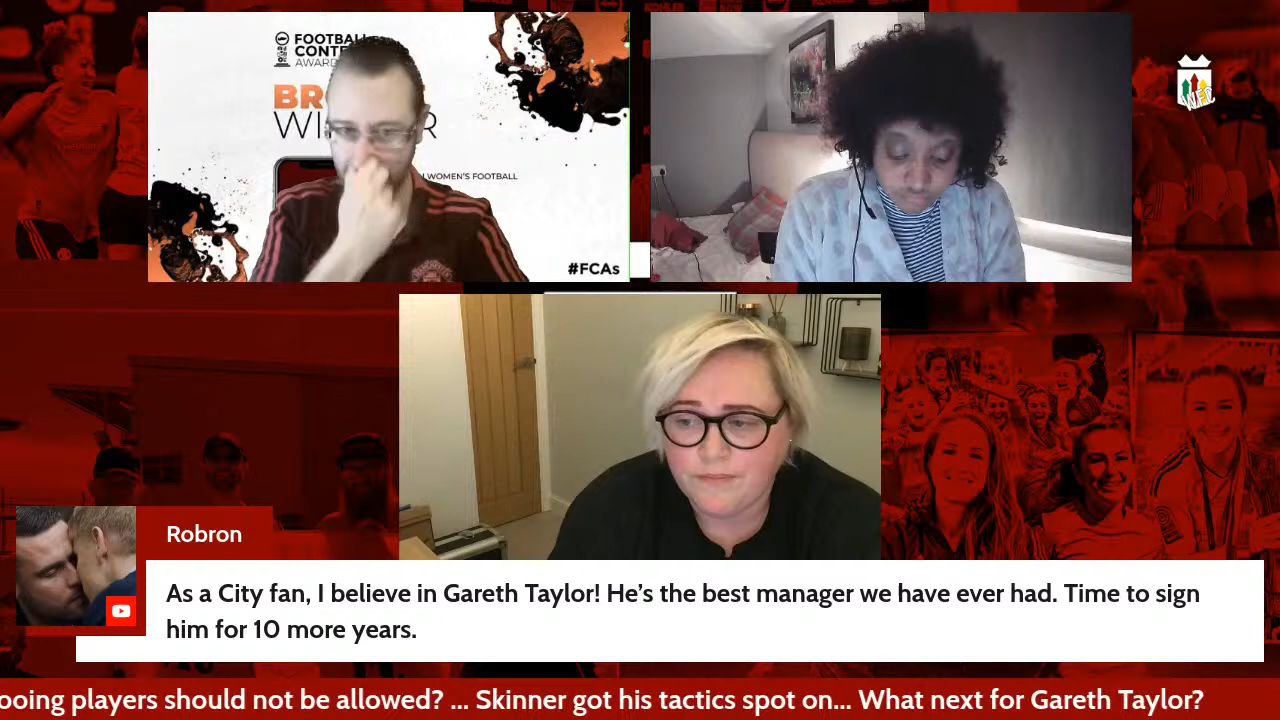 FOOTBALL
CONTE
AWARD
BR
WI R
WOMEN'S FOOTBALL
#FCAs
WFC
Robron
As a City fan, I believe in Gareth Taylor! He's the best manager we have ever had. Time to sign
him for 10 more years.
ooing players should not be allowed? ... Skinner got his tactics spot on... What next for Gareth Taylor?